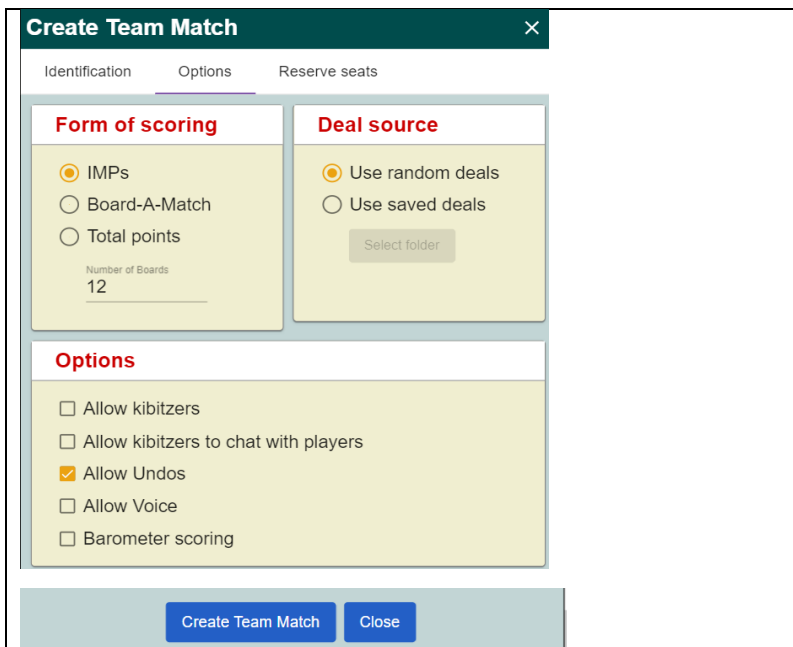 Create Team Match
Identification Options Reserve seats
Form of scoring
IMPs
Board-A-Match
Total points
Number of Boards
12
Deal source
Use random deals
Use saved deals
Select folder
Options
Allow kibitzers
Allow kibitzers to chat with players
Allow Undos
Allow Voice
Barometer scoring
Create Team Match Close